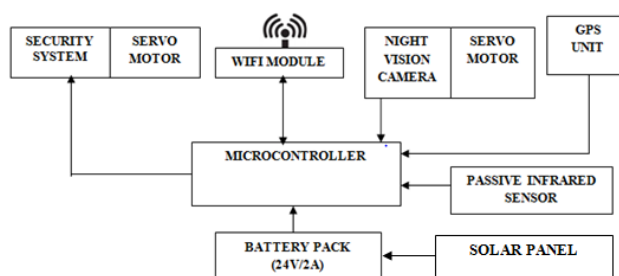 SECURITY
SYSTEM
SERVO
MOTOR
WIFI MODULE
NIGHT
VISION
CAMERA
SERVO
MOTOR
GPS
UNIT
MICROCONTROLLER
PASSIVE INFRARED
SENSOR
BATTERY PACK
(24V/2A)
SOLAR PANEL